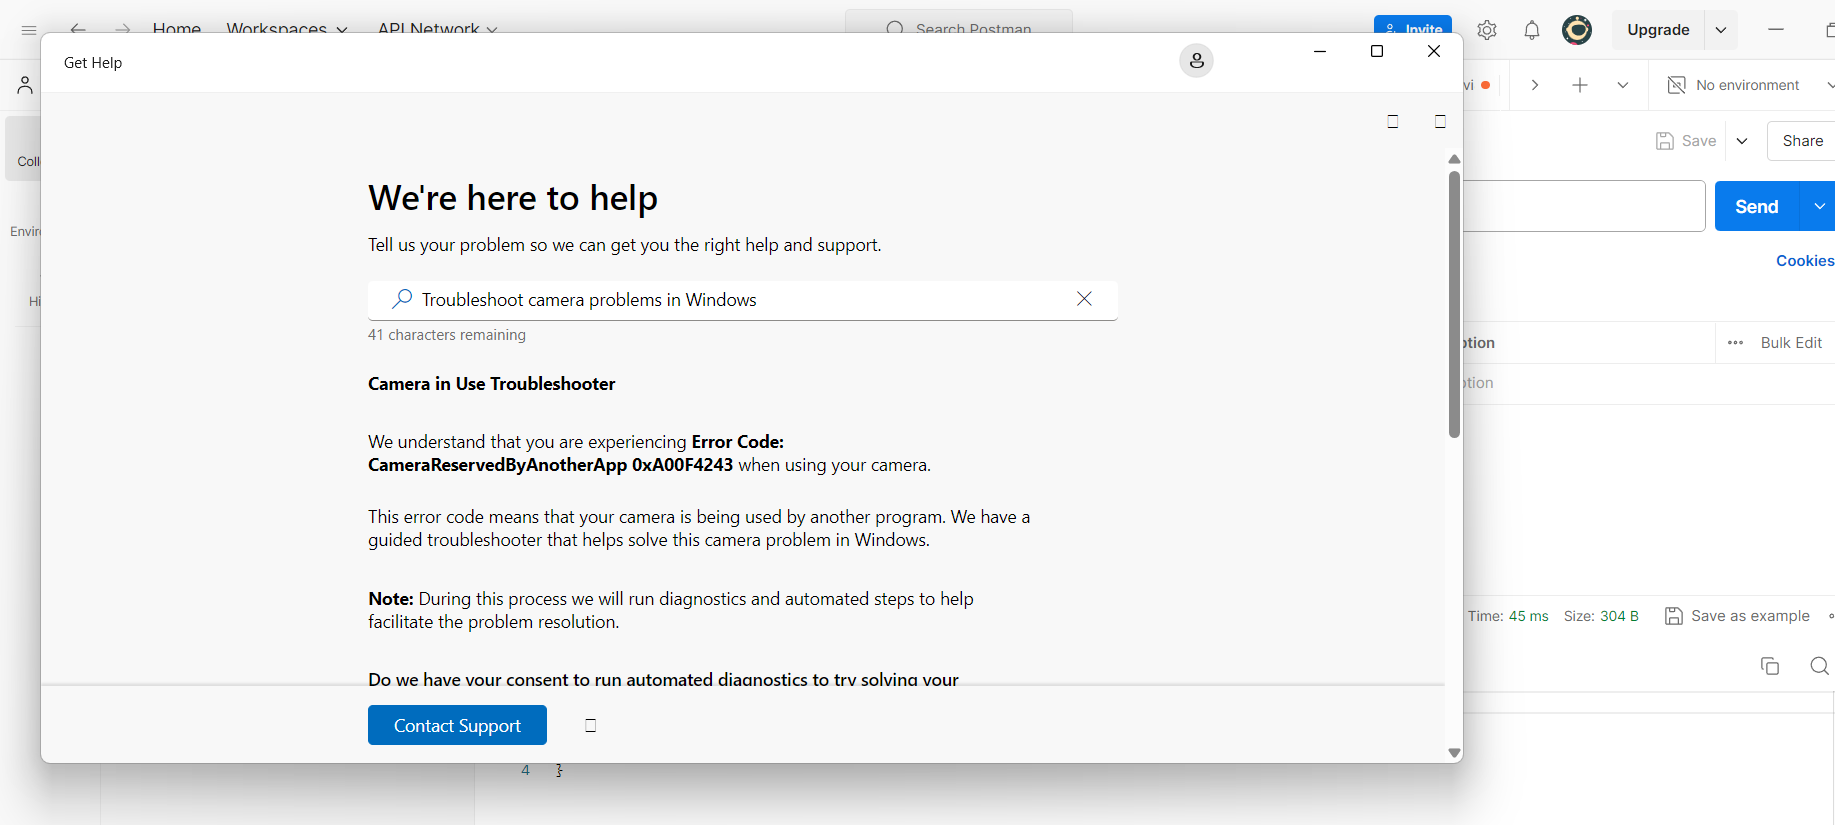 Home Workspaces API Network Search Postman Invite Upgrade
Get Help
vi No environment
Save Share
Coll
We're here to help
Send
Envir
Tell us your problem so we can get you the right help and support.
Cookies
Troubleshoot camera problems in Windows
Hi
41 characters remaining
ption Bulk Edit
Camera in Use Troubleshooter
otion
We understand that you are experiencing Error Code:
CameraReservedByAnotherApp 0xA00F4243 when using your camera.
This error code means that your camera is being used by another program. We have a
guided troubleshooter that helps solve this camera problem in Windows.
Note: During this process we will run diagnostics and automated steps to help
facilitate the problem resolution.
Time: 45 ms Size: 304 B Save as example
Do we have your consent to run automated diagnostics to try solving your
Contact Support
4 }